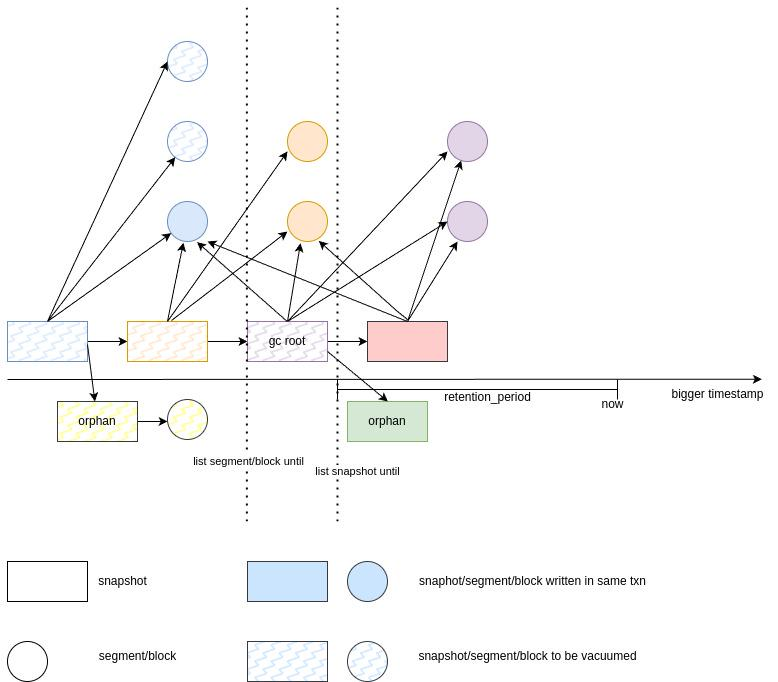 gc root
bigger timestamp
retention_period
now
orphan
orphan
list segment/block until
list snapshot until
snapshot
snaphot/segment/block written in same txn
segment/block
snapshot/segment/block to be vacuumed